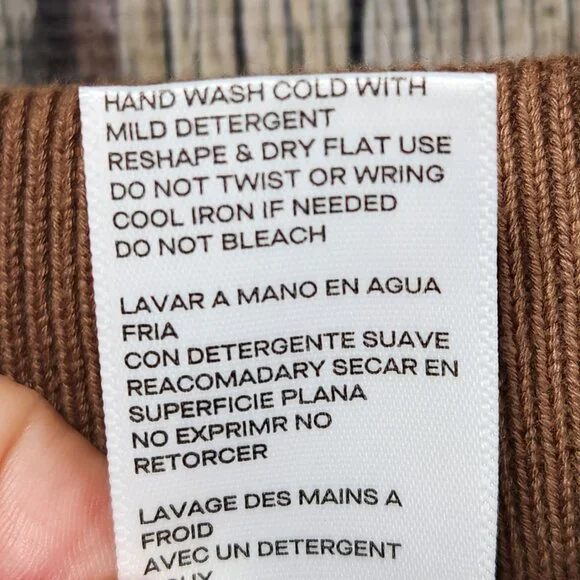 HAND WASH COLD WITH
MILD DETERGENT
RESHAPE & DRY FLAT USE
DO NOT TWIST OR WRING
COOL IRON IF NEEDED
DO NOT BLEACH
LAVAR A MANO EN AGUA
FRIA
CON DETERGENTE SUAVE
REACOMADARY SECAR EN
SUPERFICIE PLANA
NO EXPRIMR NO
RETORCER
LAVAGE DES MAINS A
FROID
AVEC UN DETERGENT